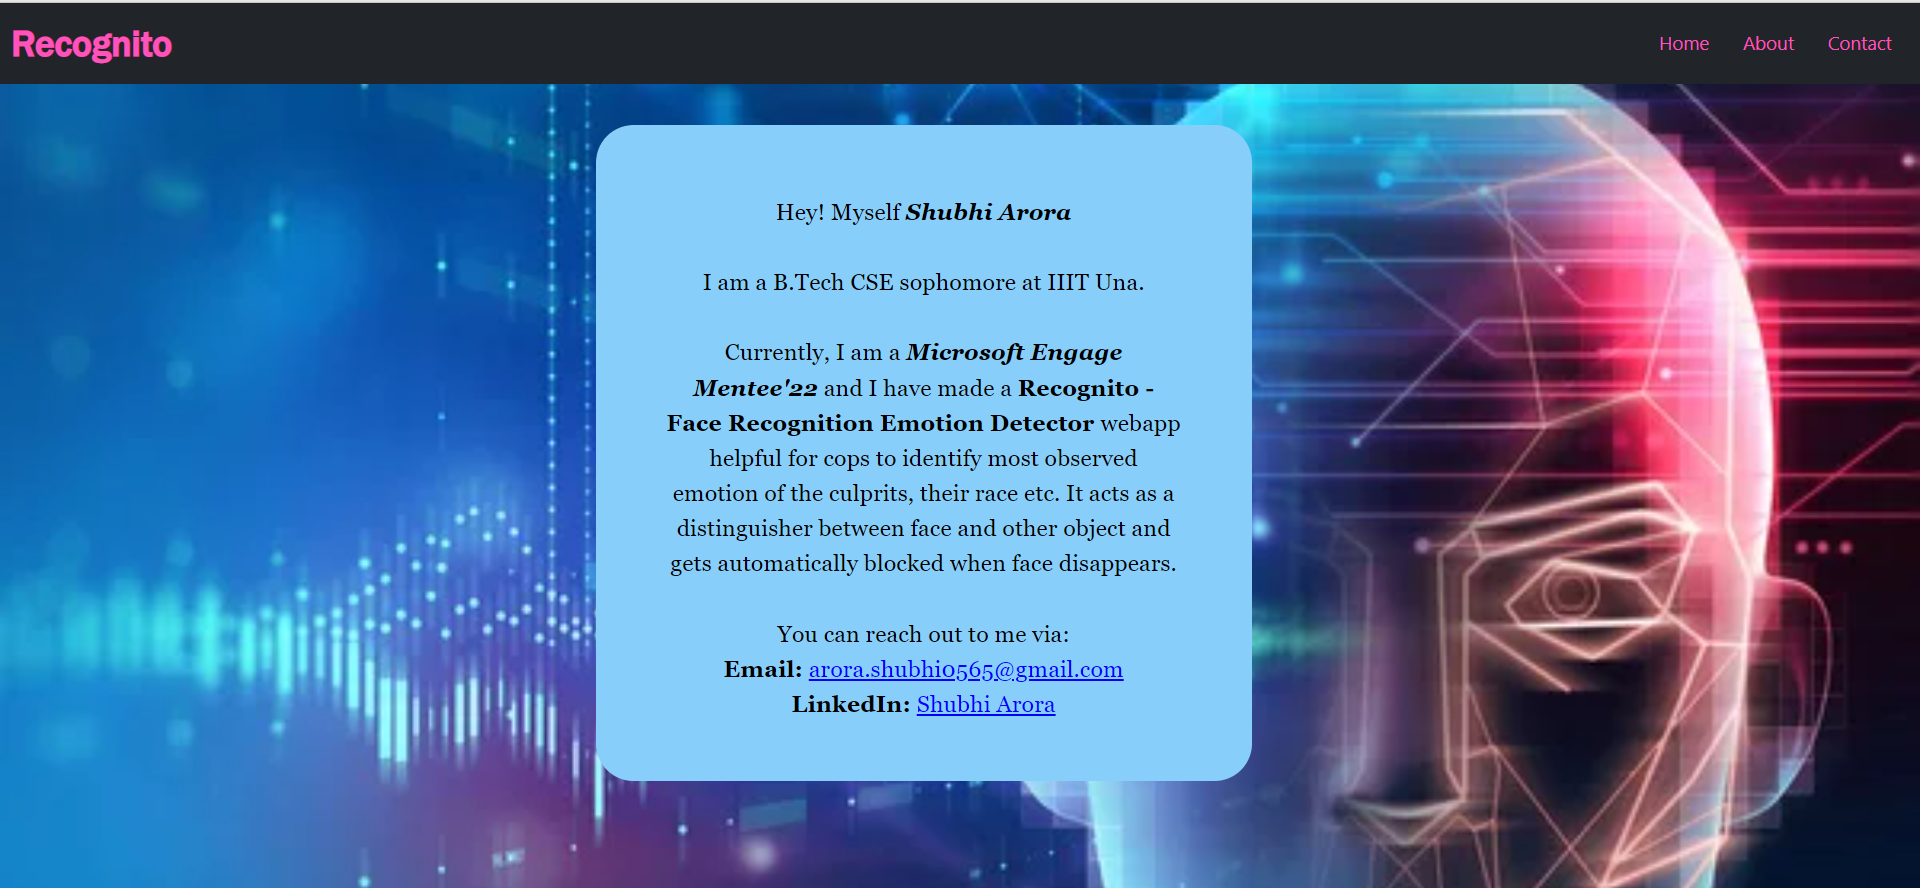 Recognito
Home About Contact
Hey! Myself Shubhi Arora
I am a B.Tech CSE sophomore at IIIT Una.
Currently, I am a Microsoft Engage
Mentee'22 and I have made a Recognito -
Face Recognition Emotion Detector webapp
helpful for cops to identify most observed
emotion of the culprits, their race etc. It acts as a
distinguisher between face and other object and
gets automatically blocked when face disappears.
You can reach out to me via:
Email: arora.shubhi0565@gmail.com
LinkedIn: Shubhi Arora